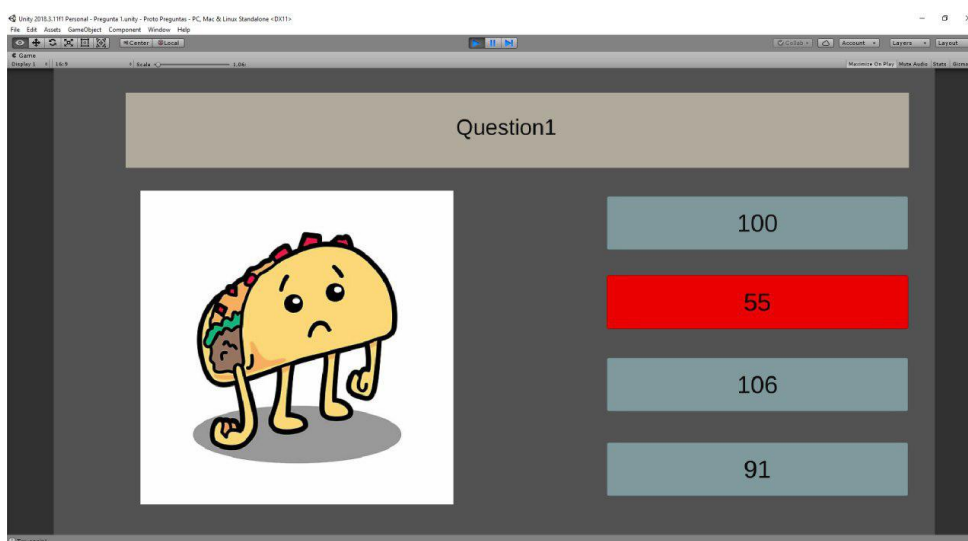 Unity 2018.3.11f1 Personal - Pregunta 1.unity - Proto Preguntas - PC, Mac & Linux Standalone <DX11>
File Edit Assets GameObject Component Window Help
Center Local Collab Account Layers Layout
Game
Display 1 16:9 Scale 1.06x Maximize On Play Mute Audio Stats Gizmos
Question1
100
55
106
91